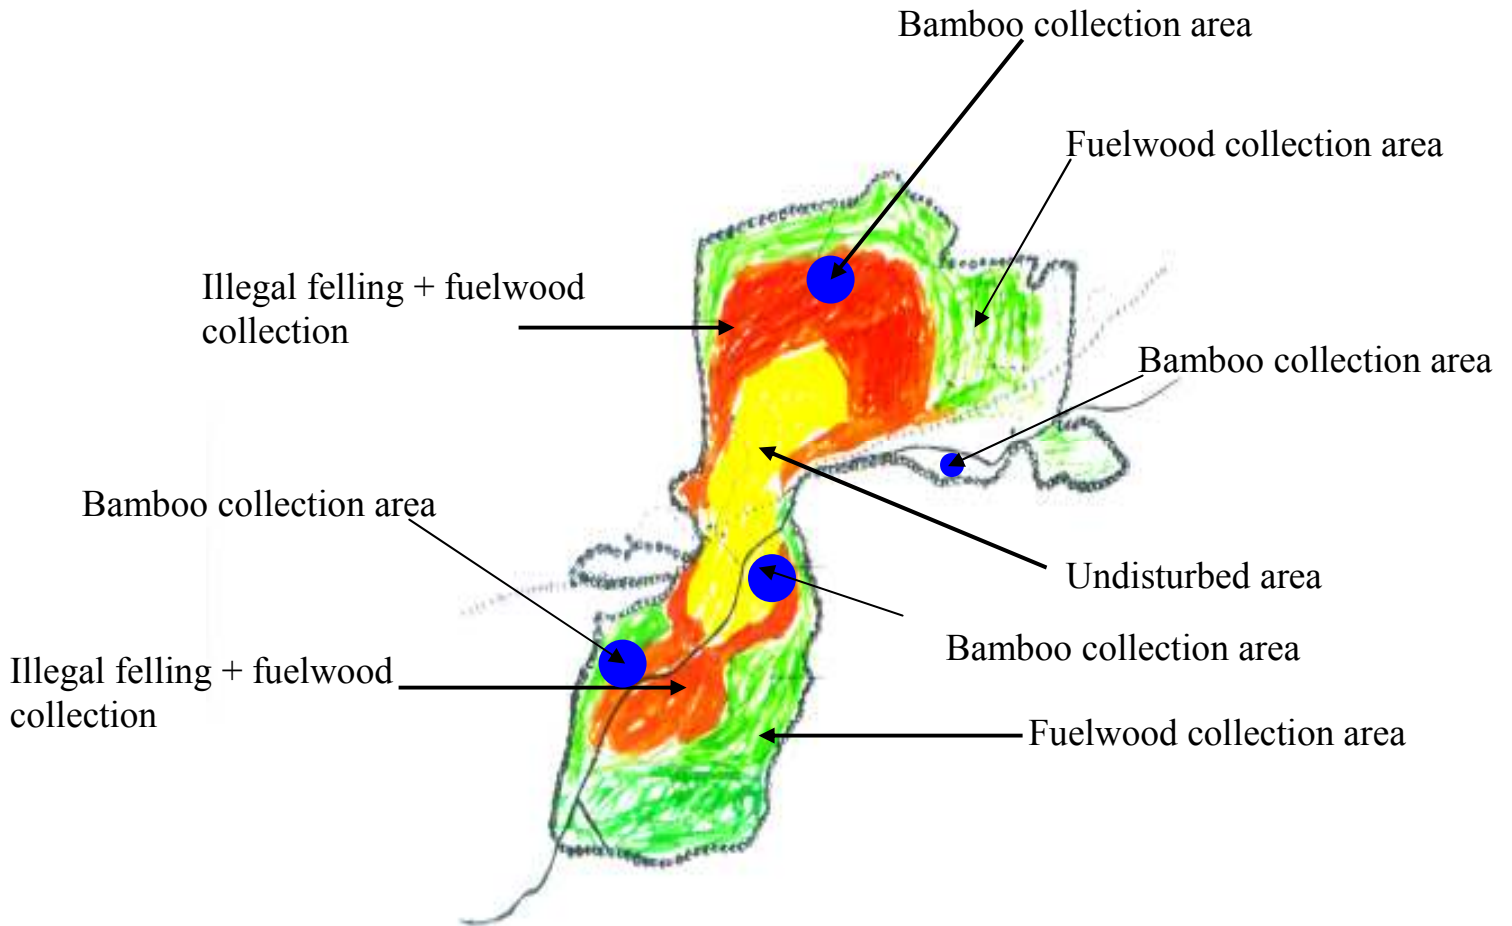 Bamboo collection area
Fuelwood collection area
Illegal felling + fuelwood
collection
Bamboo collection area
Bamboo collection area
Undisturbed area
Bamboo collection area
Illegal felling + fuelwood
collection
Fuelwood collection area